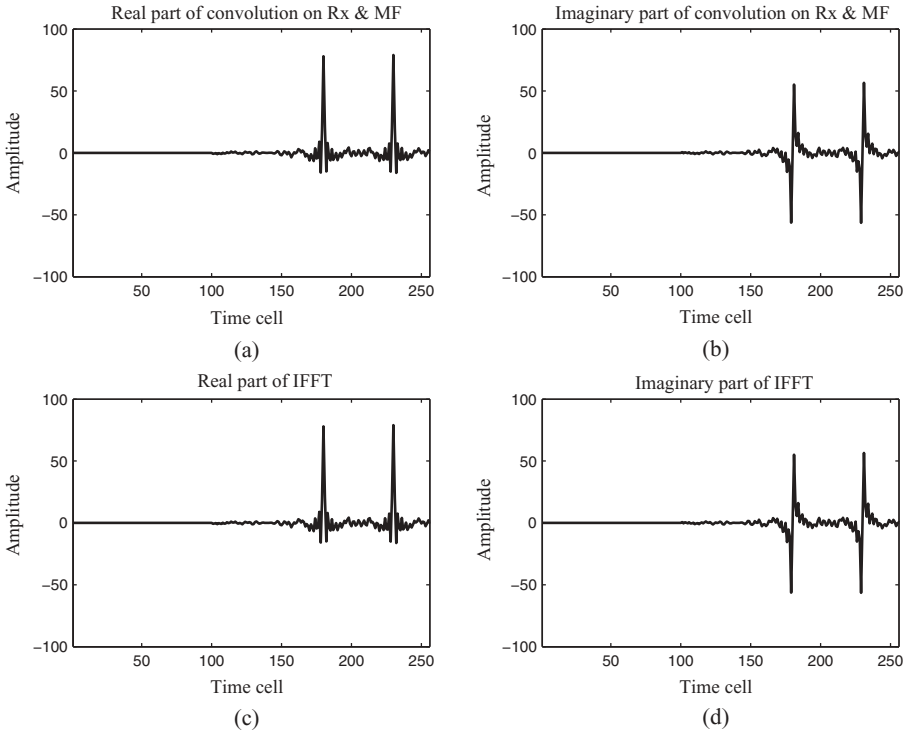 Real part of convolution on Rx & MF
100
50
0
−50
−100
Amplitude
50
100
150
200
250
Time cell
(a)
Imaginary part of convolution on Rx & MF
100
50
0
−50
−100
Amplitude
50
100
150
200
250
Time cell
(b)
Real part of IFFT
100
50
0
−50
−100
Amplitude
50
100
150
200
250
Time cell
(c)
Imaginary part of IFFT
100
50
0
−50
−100
Amplitude
50
100
150
200
250
Time cell
(d)